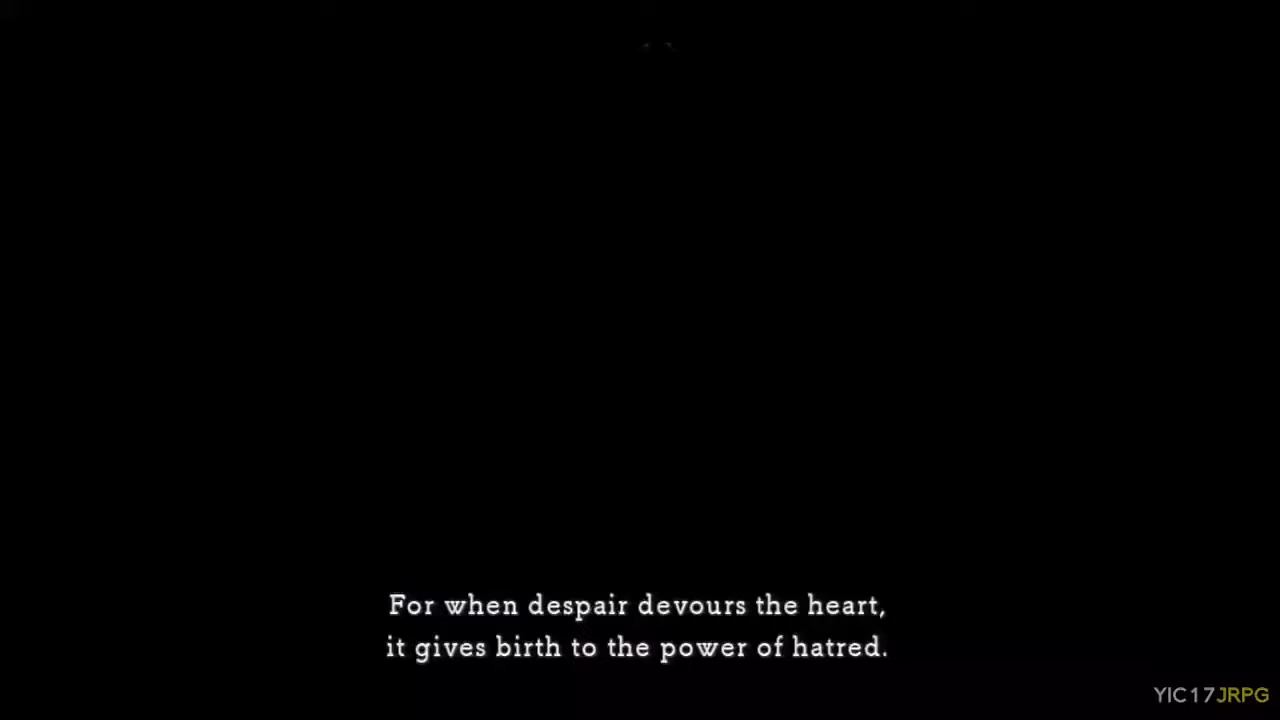 For when despair devours the heart,
it gives birth to the power of hatred.
YIC17JRPG